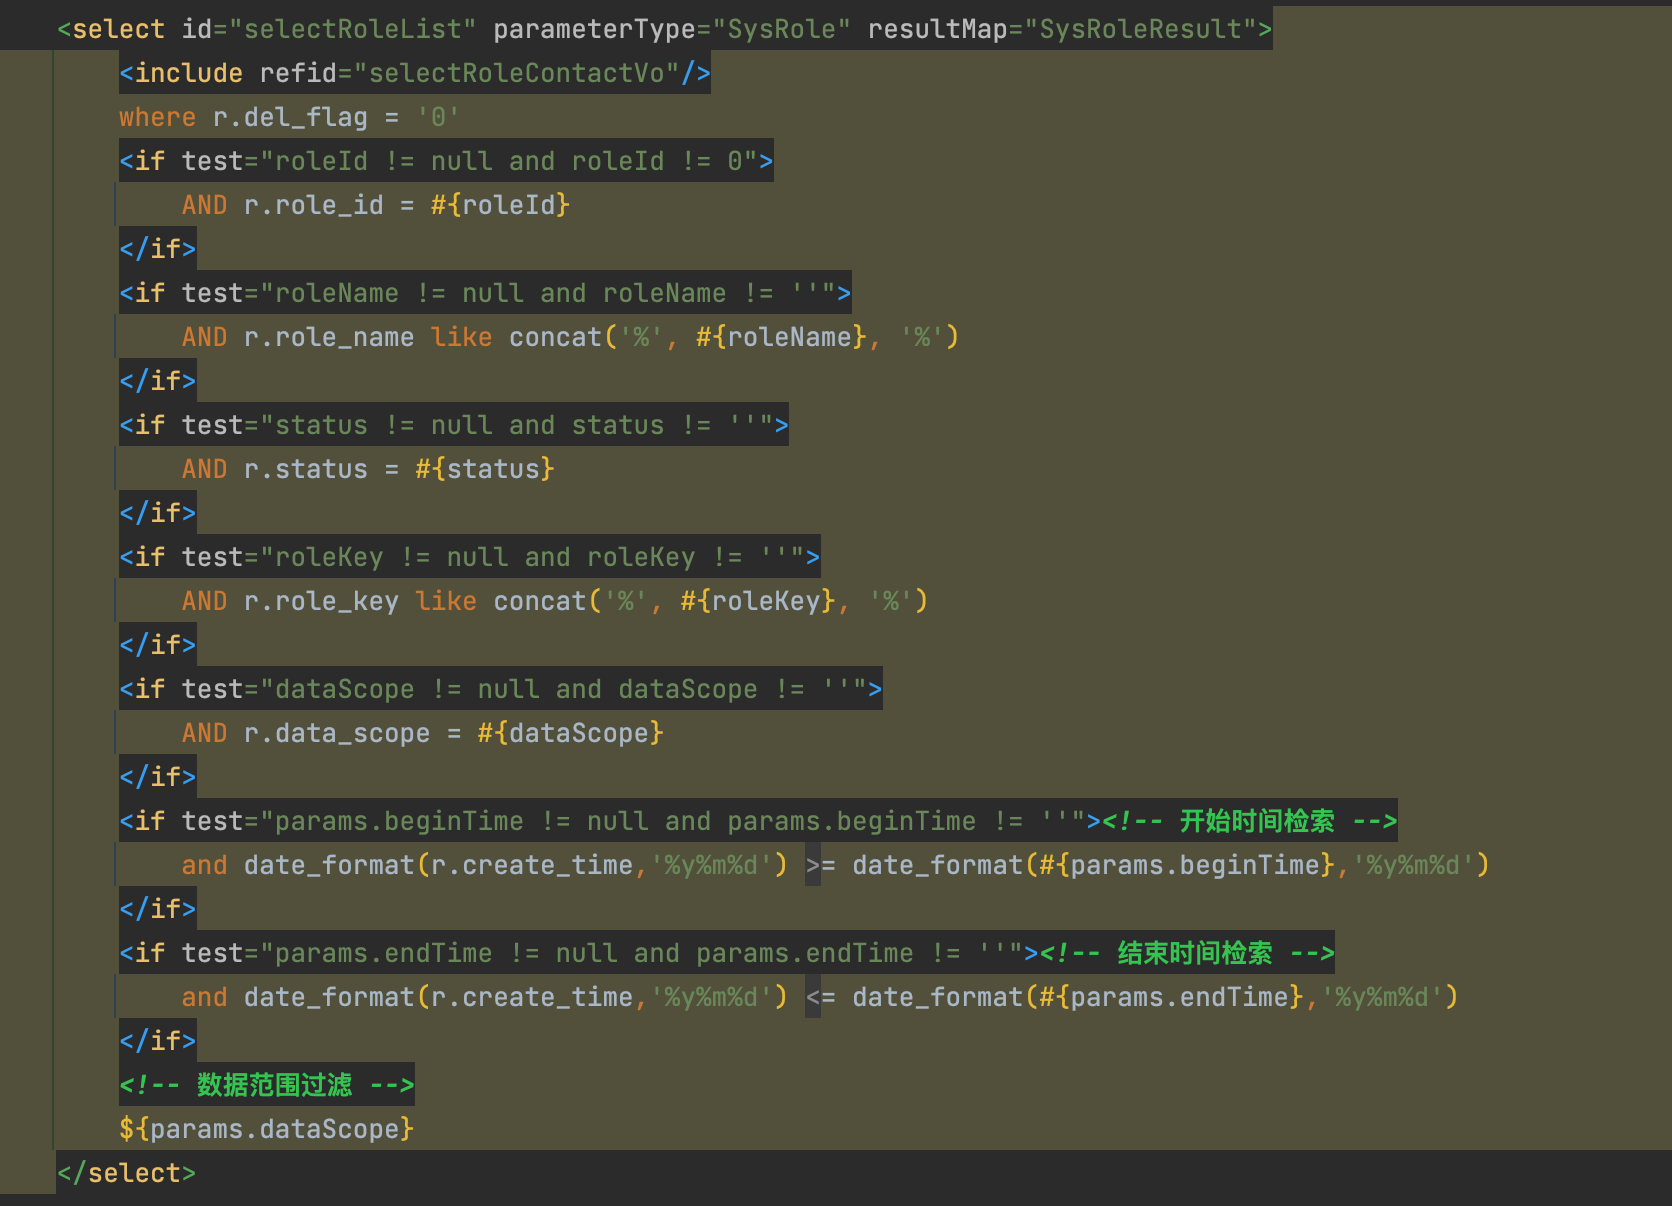 <select id="selectRoleList" parameterType="SysRole" resultMap="SysRoleResult">
<include refid="selectRoleContactVo"/>
where r.del_flag = '0'
<if test="roleId != null and roleId != 0">
AND r.role_id = #{roleId}
</if>
<if test="roleName != null and roleName != ''">
AND r.role_name like concat('%', #{roleName}, '%')
</if>
<if test="status != null and status != ''">
AND r.status = #{status}
</if>
<if test="roleKey != null and roleKey != ''">
AND r.role_key like concat('%', #{roleKey}, '%')
</if>
<if test="dataScope != null and dataScope != ''">
AND r.data_scope = #{dataScope}
</if>
<if test="params.beginTime != null and params.beginTime != ''"><!-- 开始时间检索 -->
and date_format(r.create_time,'%y%m%d') >= date_format(#{params.beginTime},'%y%m%d')
</if>
<if test="params.endTime != null and params.endTime != ''"><!-- 结束时间检索 -->
and date_format(r.create_time,'%y%m%d') <= date_format(#{params.endTime},'%y%m%d')
</if>
<!-- 数据范围过滤 -->
${params.dataScope}
</select>